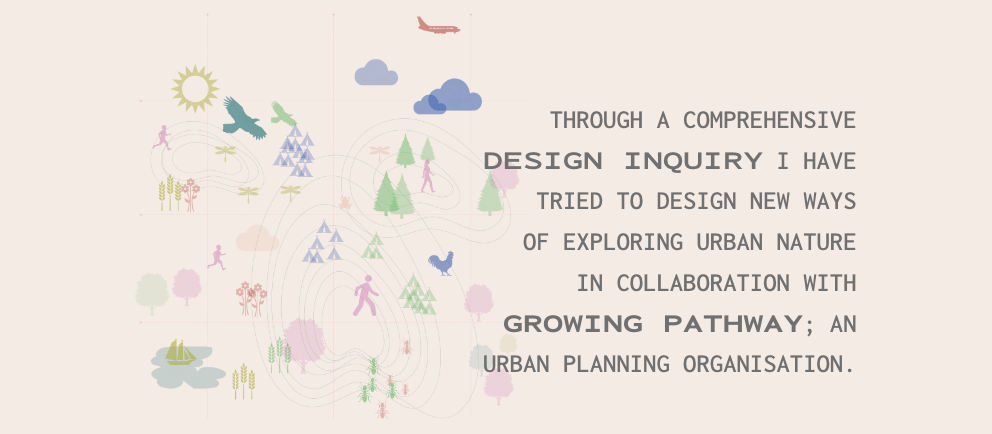 THROUGH A COMPREHENSIVE
DESIGN INQUIRY I HAVE
TRIED TO DESIGN NEW WAYS
OF EXPLORING URBAN NATURE
IN COLLABORATION WITH
GROWING PATHWAY; AN
URBAN PLANNING ORGANISATION.